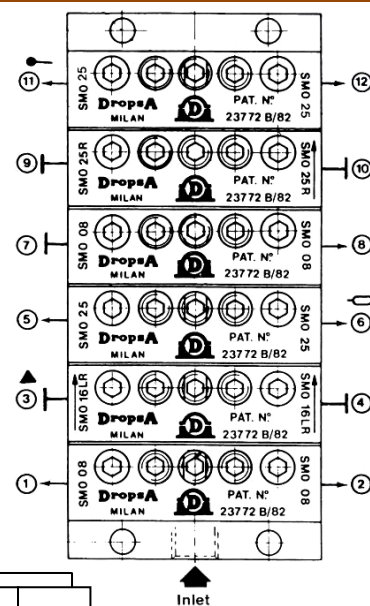 11 SMO 25 DropsA MILAN D PAT. N° 23772 B/82 SMO 25 12
9 SMO 25R DropsA MILAN D PAT. N° 23772 B/82 SMO 25R 10
7 SMO 08 DropsA MILAN D PAT. N° 23772 B/82 SMO 08 8
5 SMO 25 DropsA MILAN D PAT. N° 23772 B/82 SMO 25 6
3 SMO 16LR DropsA MILAN D PAT. N° 23772 B/82 SMO 16LR 4
1 SMO 08 DropsA MILAN D PAT. N° 23772 B/82 SMO 08 2
Inlet